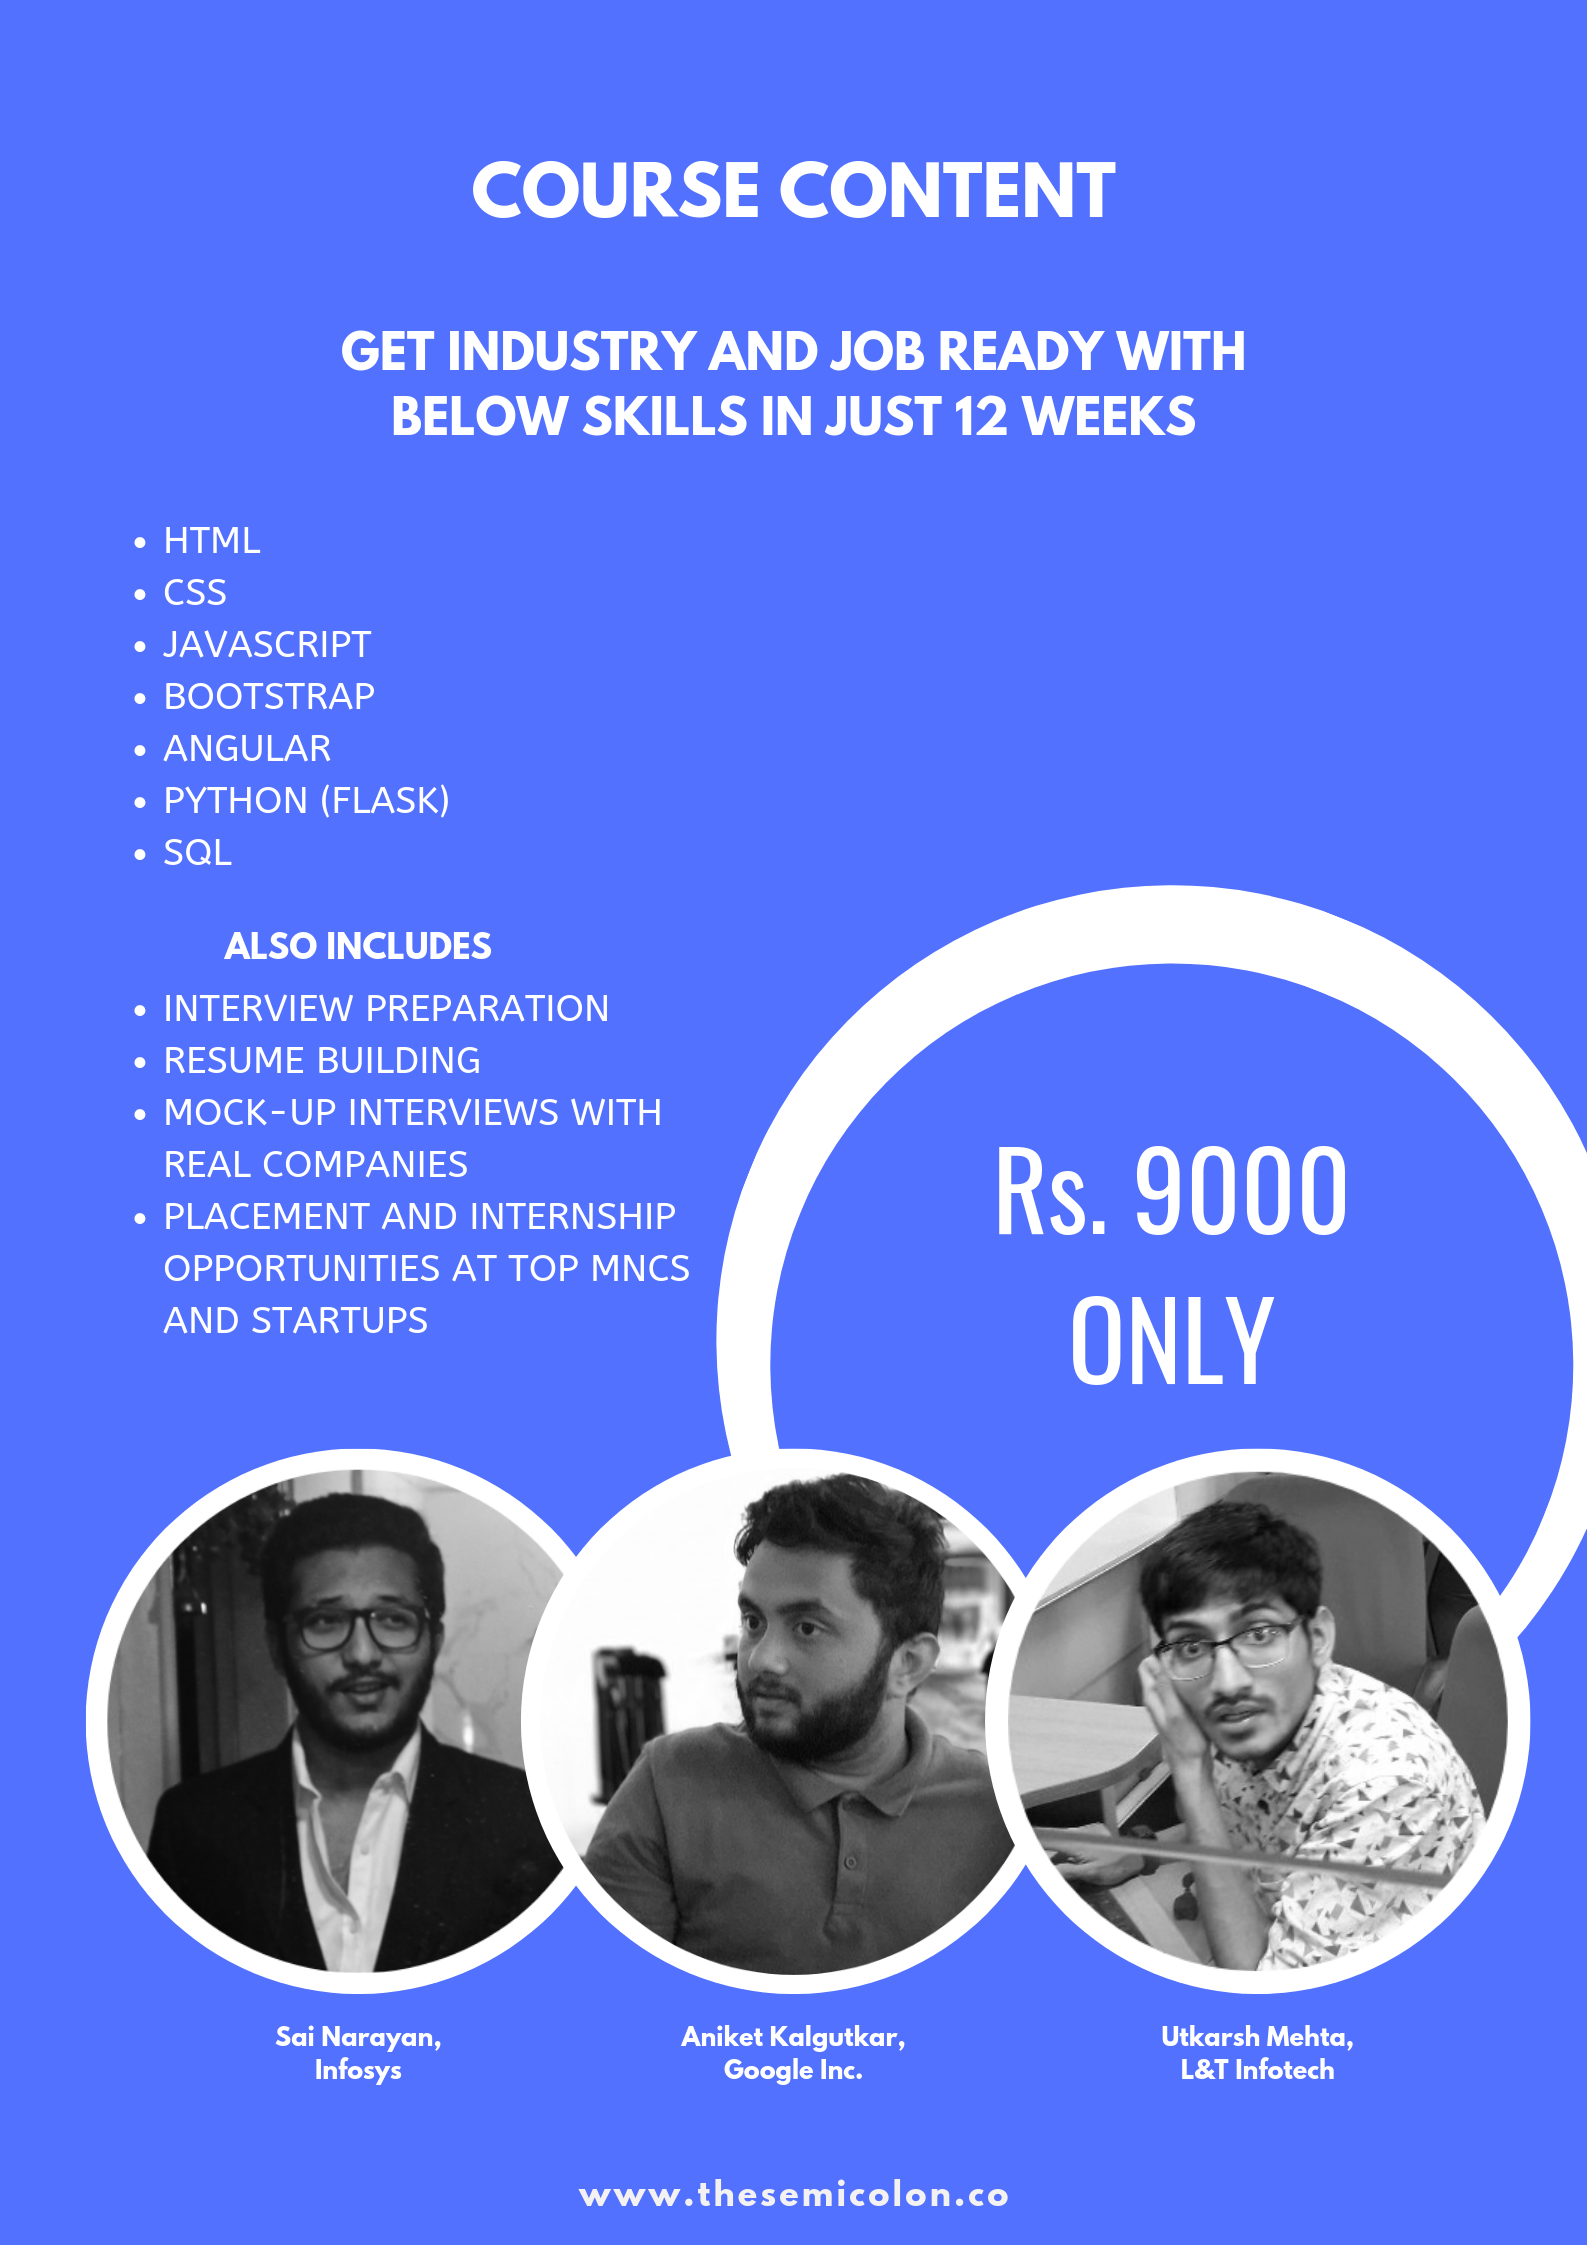 COURSE CONTENT
GET INDUSTRY AND JOB READY WITH
BELOW SKILLS IN JUST 12 WEEKS
• HTML
• CSS
• JAVASCRIPT
• BOOTSTRAP
• ANGULAR
• PYTHON (FLASK)
• SQL
ALSO INCLUDES
• INTERVIEW PREPARATION
• RESUME BUILDING
• MOCK-UP INTERVIEWS WITH
REAL COMPANIES
• PLACEMENT AND INTERNSHIP
OPPORTUNITIES AT TOP MNCS
AND STARTUPS
Rs. 9000
ONLY
Sai Narayan,
Infosys
Aniket Kalgutkar,
Google Inc.
Utkarsh Mehta,
L&T Infotech
www.thesemicolon.co